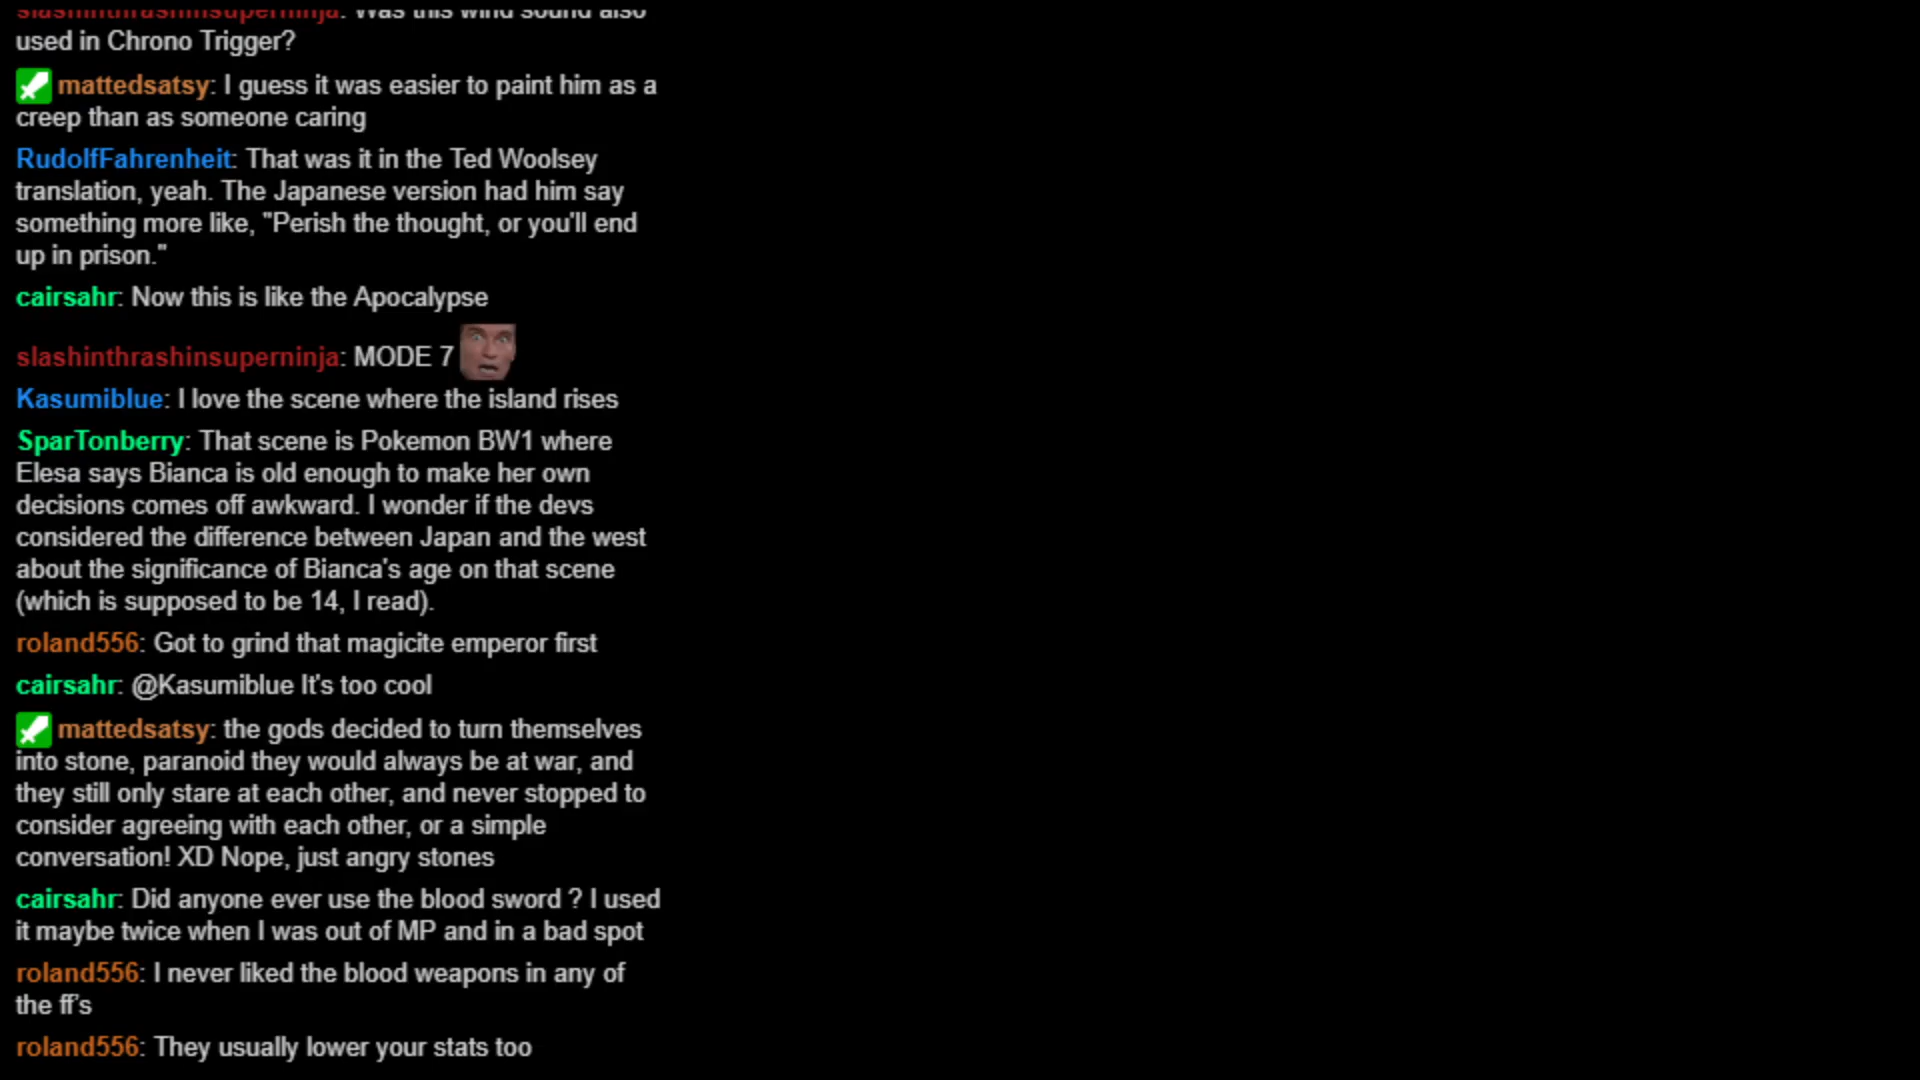 slashinthrashinsuperninja: Was this wind sound also
used in Chrono Trigger?
mattedsatsy: I guess it was easier to paint him as a
creep than as someone caring
RudolfFahrenheit: That was it in the Ted Woolsey
translation, yeah. The Japanese version had him say
something more like, "Perish the thought, or you'll end
up in prison."
cairsahr: Now this is like the Apocalypse
slashinthrashinsuperninja: MODE 7
Kasumiblue: I love the scene where the island rises
SparTonberry: That scene is Pokemon BW1 where
Elesa says Bianca is old enough to make her own
decisions comes off awkward. I wonder if the devs
considered the difference between Japan and the west
about the significance of Bianca's age on that scene
(which is supposed to be 14, I read).
roland556: Got to grind that magicite emperor first
cairsahr: @Kasumiblue It's too cool
mattedsatsy: the gods decided to turn themselves
into stone, paranoid they would always be at war, and
they still only stare at each other, and never stopped to
consider agreeing with each other, or a simple
conversation! XD Nope, just angry stones
cairsahr: Did anyone ever use the blood sword ? I used
it maybe twice when I was out of MP and in a bad spot
roland556: I never liked the blood weapons in any of
the ff's
roland556: They usually lower your stats too